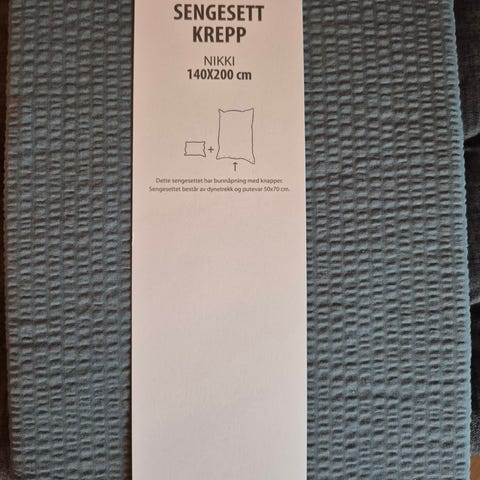 SENGESETT
KREPP
NIKKI
140X200 cm
+
Dette sengesettet har bunnåpning med knapper.
Sengesettet består av dynetrekk og putevar 50x70 cm.